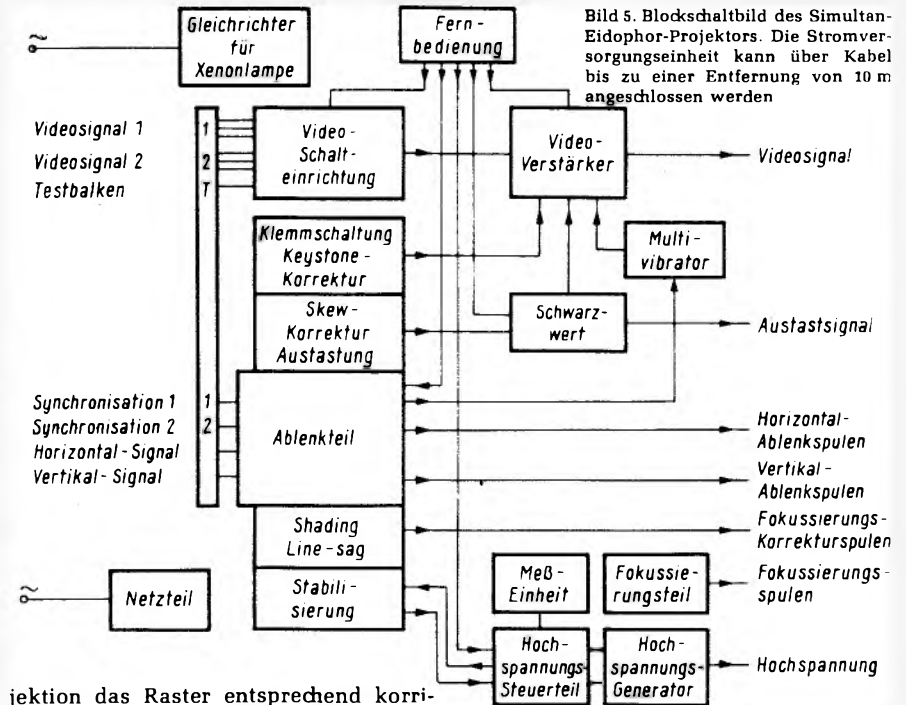 Gleichrichter
für
Xenonlampe
Fern-
bedienung
Bild 5. Blockschaltbild des Simultan-
Eidophor-Projektors. Die Stromver-
sorgungseinheit kann über Kabel
bis zu einer Entfernung von 10 m
angeschlossen werden
~
Videosignal 1
Videosignal 2
Testbalken
1
2
T
Video-
Schalt-
einrichtung
Video-
Verstärker
Videosignal
Klemmschaltung
Keystone-
Korrektur
Multi-
vibrator
Skew-
Korrektur
Austastung
Schwarz-
wert
Austastsignal
Synchronisation 1
Synchronisation 2
Horizontal-Signal
Vertikal-Signal
1
2
Ablenkteil
Horizontal-
Ablenkspulen
Vertikal-
Ablenkspulen
Shading
Line-sag
Fokussierungs-
Korrekturspulen
~
Netzteil
Stabili-
sierung
Meß-
Einheit
Fokussie-
rungsteil
Fokussierungs-
spulen
Hoch-
spannungs-
Steuerteil
Hoch-
spannungs-
Generator
Hochspannung
jektion das Raster entsprechend korri-